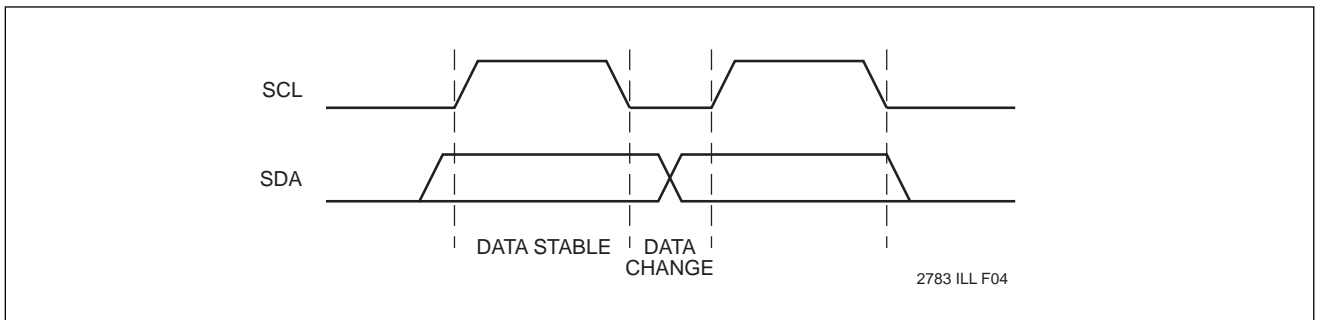 SCL
SDA
DATA STABLE
DATA
CHANGE
2783 ILL F04